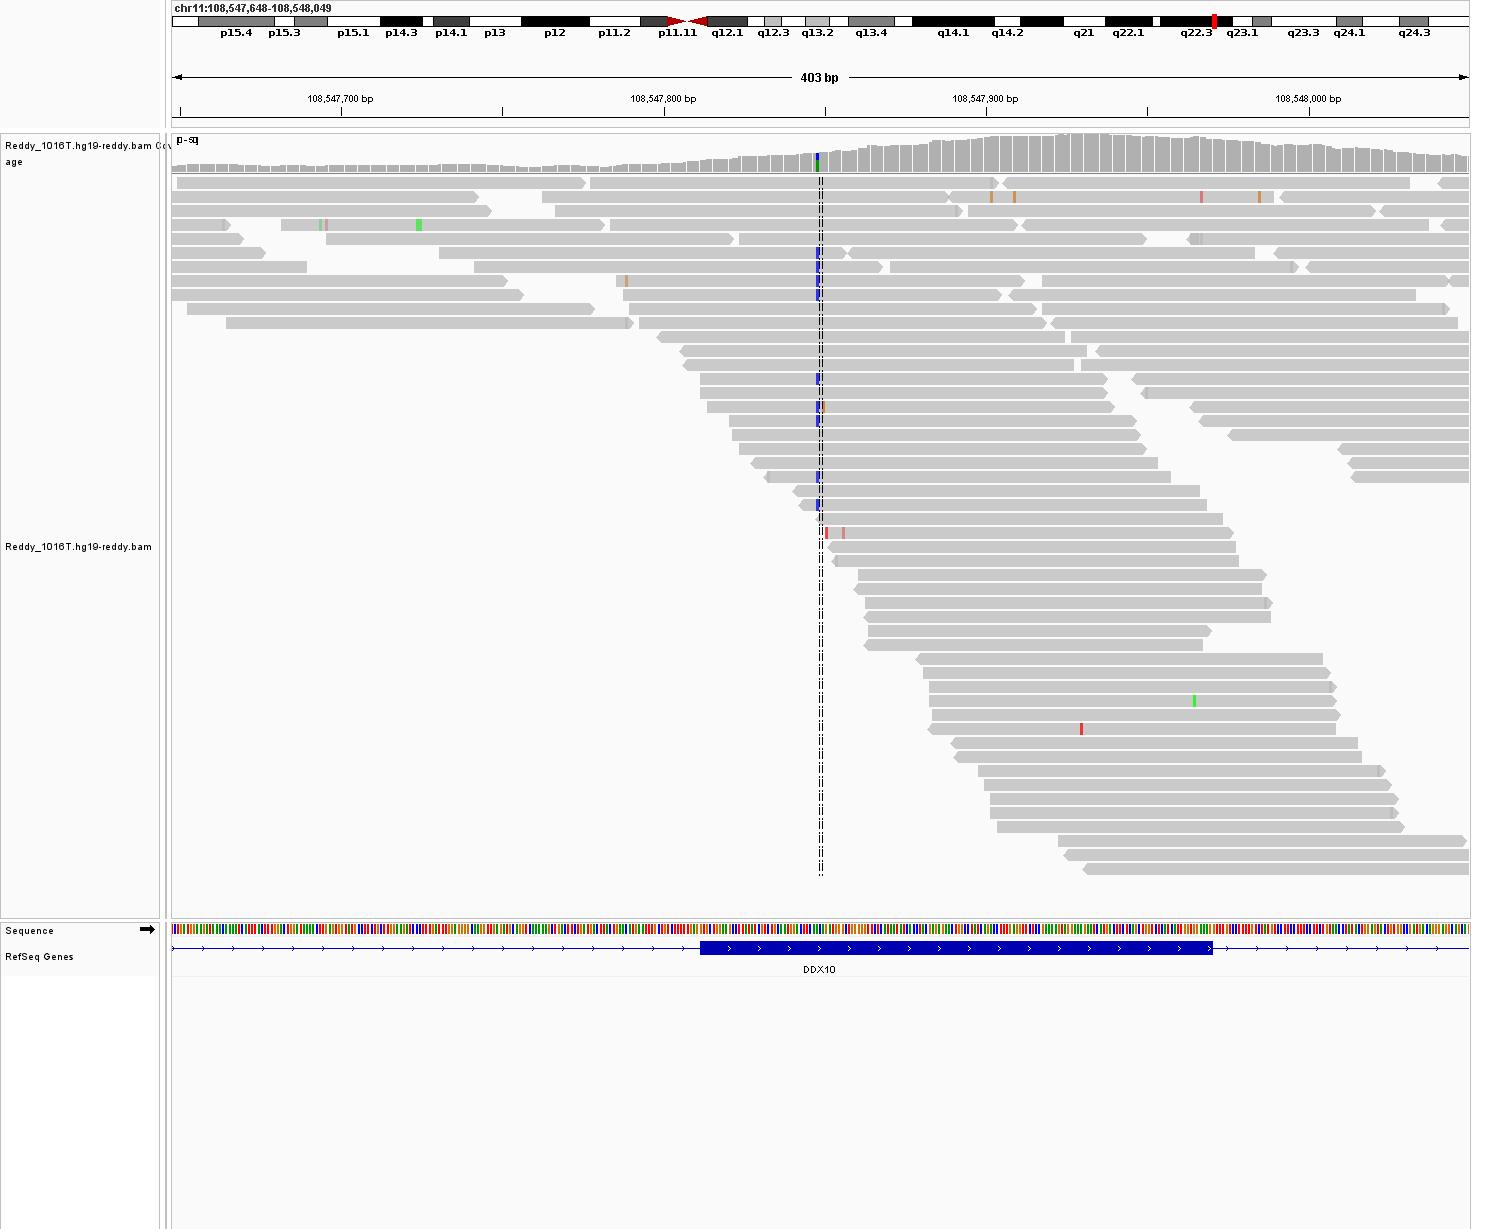 chr11:108,547,648-108,548,049
p15.4 p15.3 p15.1 p14.3 p14.1 p13 p12 p11.2 p11.11 q12.1 q12.3 q13.2 q13.4 q14.1 q14.2 q21 q22.1 q22.3 q23.1 q23.3 q24.1 q24.3
403 bp
108,547,700 bp 108,547,800 bp 108,547,900 bp 108,548,000 bp
Reddy_1016T.hg19-reddy.bam Cov
age
Reddy_1016T.hg19-reddy.bam
Sequence
RefSeq Genes
DDX10